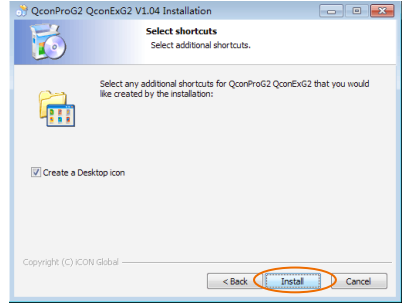 QconProG2 QconExG2 V1.04 Installation
Select shortcuts
Select additional shortcuts.
Select any additional shortcuts for QconProG2 QconExG2 that you would
like created by the installation:
Create a Desktop icon
Copyright (C) iCON Global
< Back Install Cancel